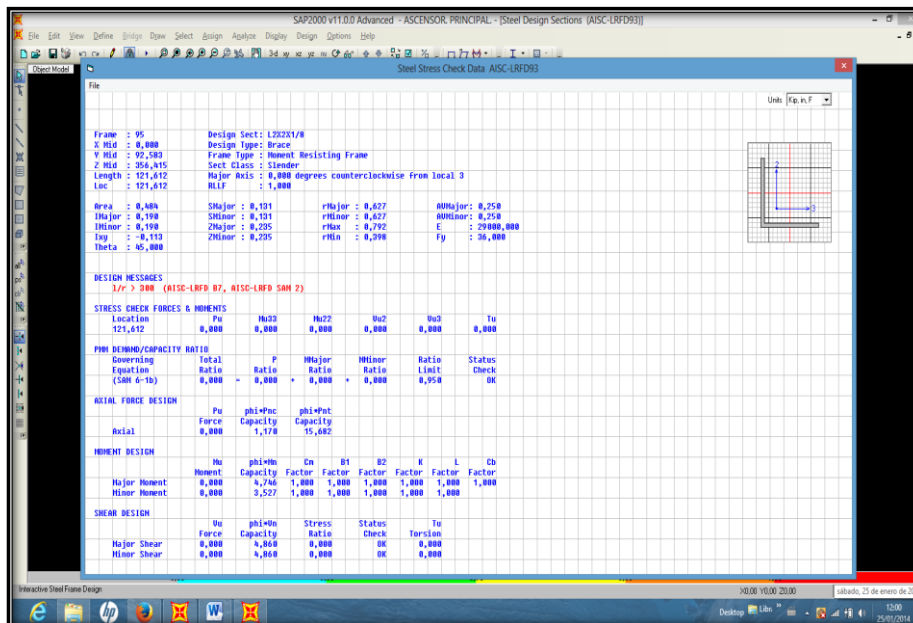 SAP2000 v11.0.0 Advanced - ASCENSOR. PRINCIPAL. - [Steel Design Sections (AISC-LRFD93)]
File Edit View Define Bridge Draw Select Assign Analyze Display Design Options Help
Object Model
Steel Stress Check Data AISC-LRFD93
File
Units Kip, in, F
Frame : 95 Design Sect: L2X2X1/8
X Mid : 0,000 Design Type: Brace
Y Mid : 92,583 Frame Type : Moment Resisting Frame
Z Mid : 356,415 Sect Class : Slender
Length : 121,612 Major Axis : 0,000 degrees counterclockwise from local 3
Loc : 121,612 RLLF : 1,000
Area : 0,484 SMajor : 0,131 rMajor : 0,627 AVMajor: 0,250
IMajor : 0,190 SMinor : 0,131 rMinor : 0,627 AVMinor: 0,250
IMinor : 0,190 ZMajor : 0,235 rMax : 0,792 E : 29000,000
Ixy : -0,113 ZMinor : 0,235 rMin : 0,398 Fy : 36,000
Theta : 45,000
2
3
DESIGN MESSAGES
l/r > 300 (AISC-LRFD B7, AISC-LRFD SAM 2)
STRESS CHECK FORCES & MOMENTS
Location Pu Mu33 Mu22 Vu2 Vu3 Tu
121,612 0,000 0,000 0,000 0,000 0,000 0,000
PMM DEMAND/CAPACITY RATIO
Governing Total P MMajor MMinor Ratio Status
Equation Ratio Ratio Ratio Ratio Limit Check
(SAM 6-1b) 0,000 = 0,000 + 0,000 + 0,000 0,950 OK
AXIAL FORCE DESIGN
Pu phi*Pnc phi*Pnt
Force Capacity Capacity
Axial 0,000 1,170 15,682
MOMENT DESIGN
Mu phi*Mn Cm B1 B2 K L Cb
Moment Capacity Factor Factor Factor Factor Factor Factor
Major Moment 0,000 4,746 1,000 1,000 1,000 1,000 1,000 1,000
Minor Moment 0,000 3,527 1,000 1,000 1,000 1,000 1,000
SHEAR DESIGN
Vu phi*Vn Stress Status Tu
Force Capacity Ratio Check Torsion
Major Shear 0,000 4,860 0,000 OK 0,000
Minor Shear 0,000 4,860 0,000 OK 0,000
Interactive Steel Frame Design
X0,00 Y0,00 Z0,00
sábado, 25 de enero de 20
Desktop Libn
12:00
25/01/2014